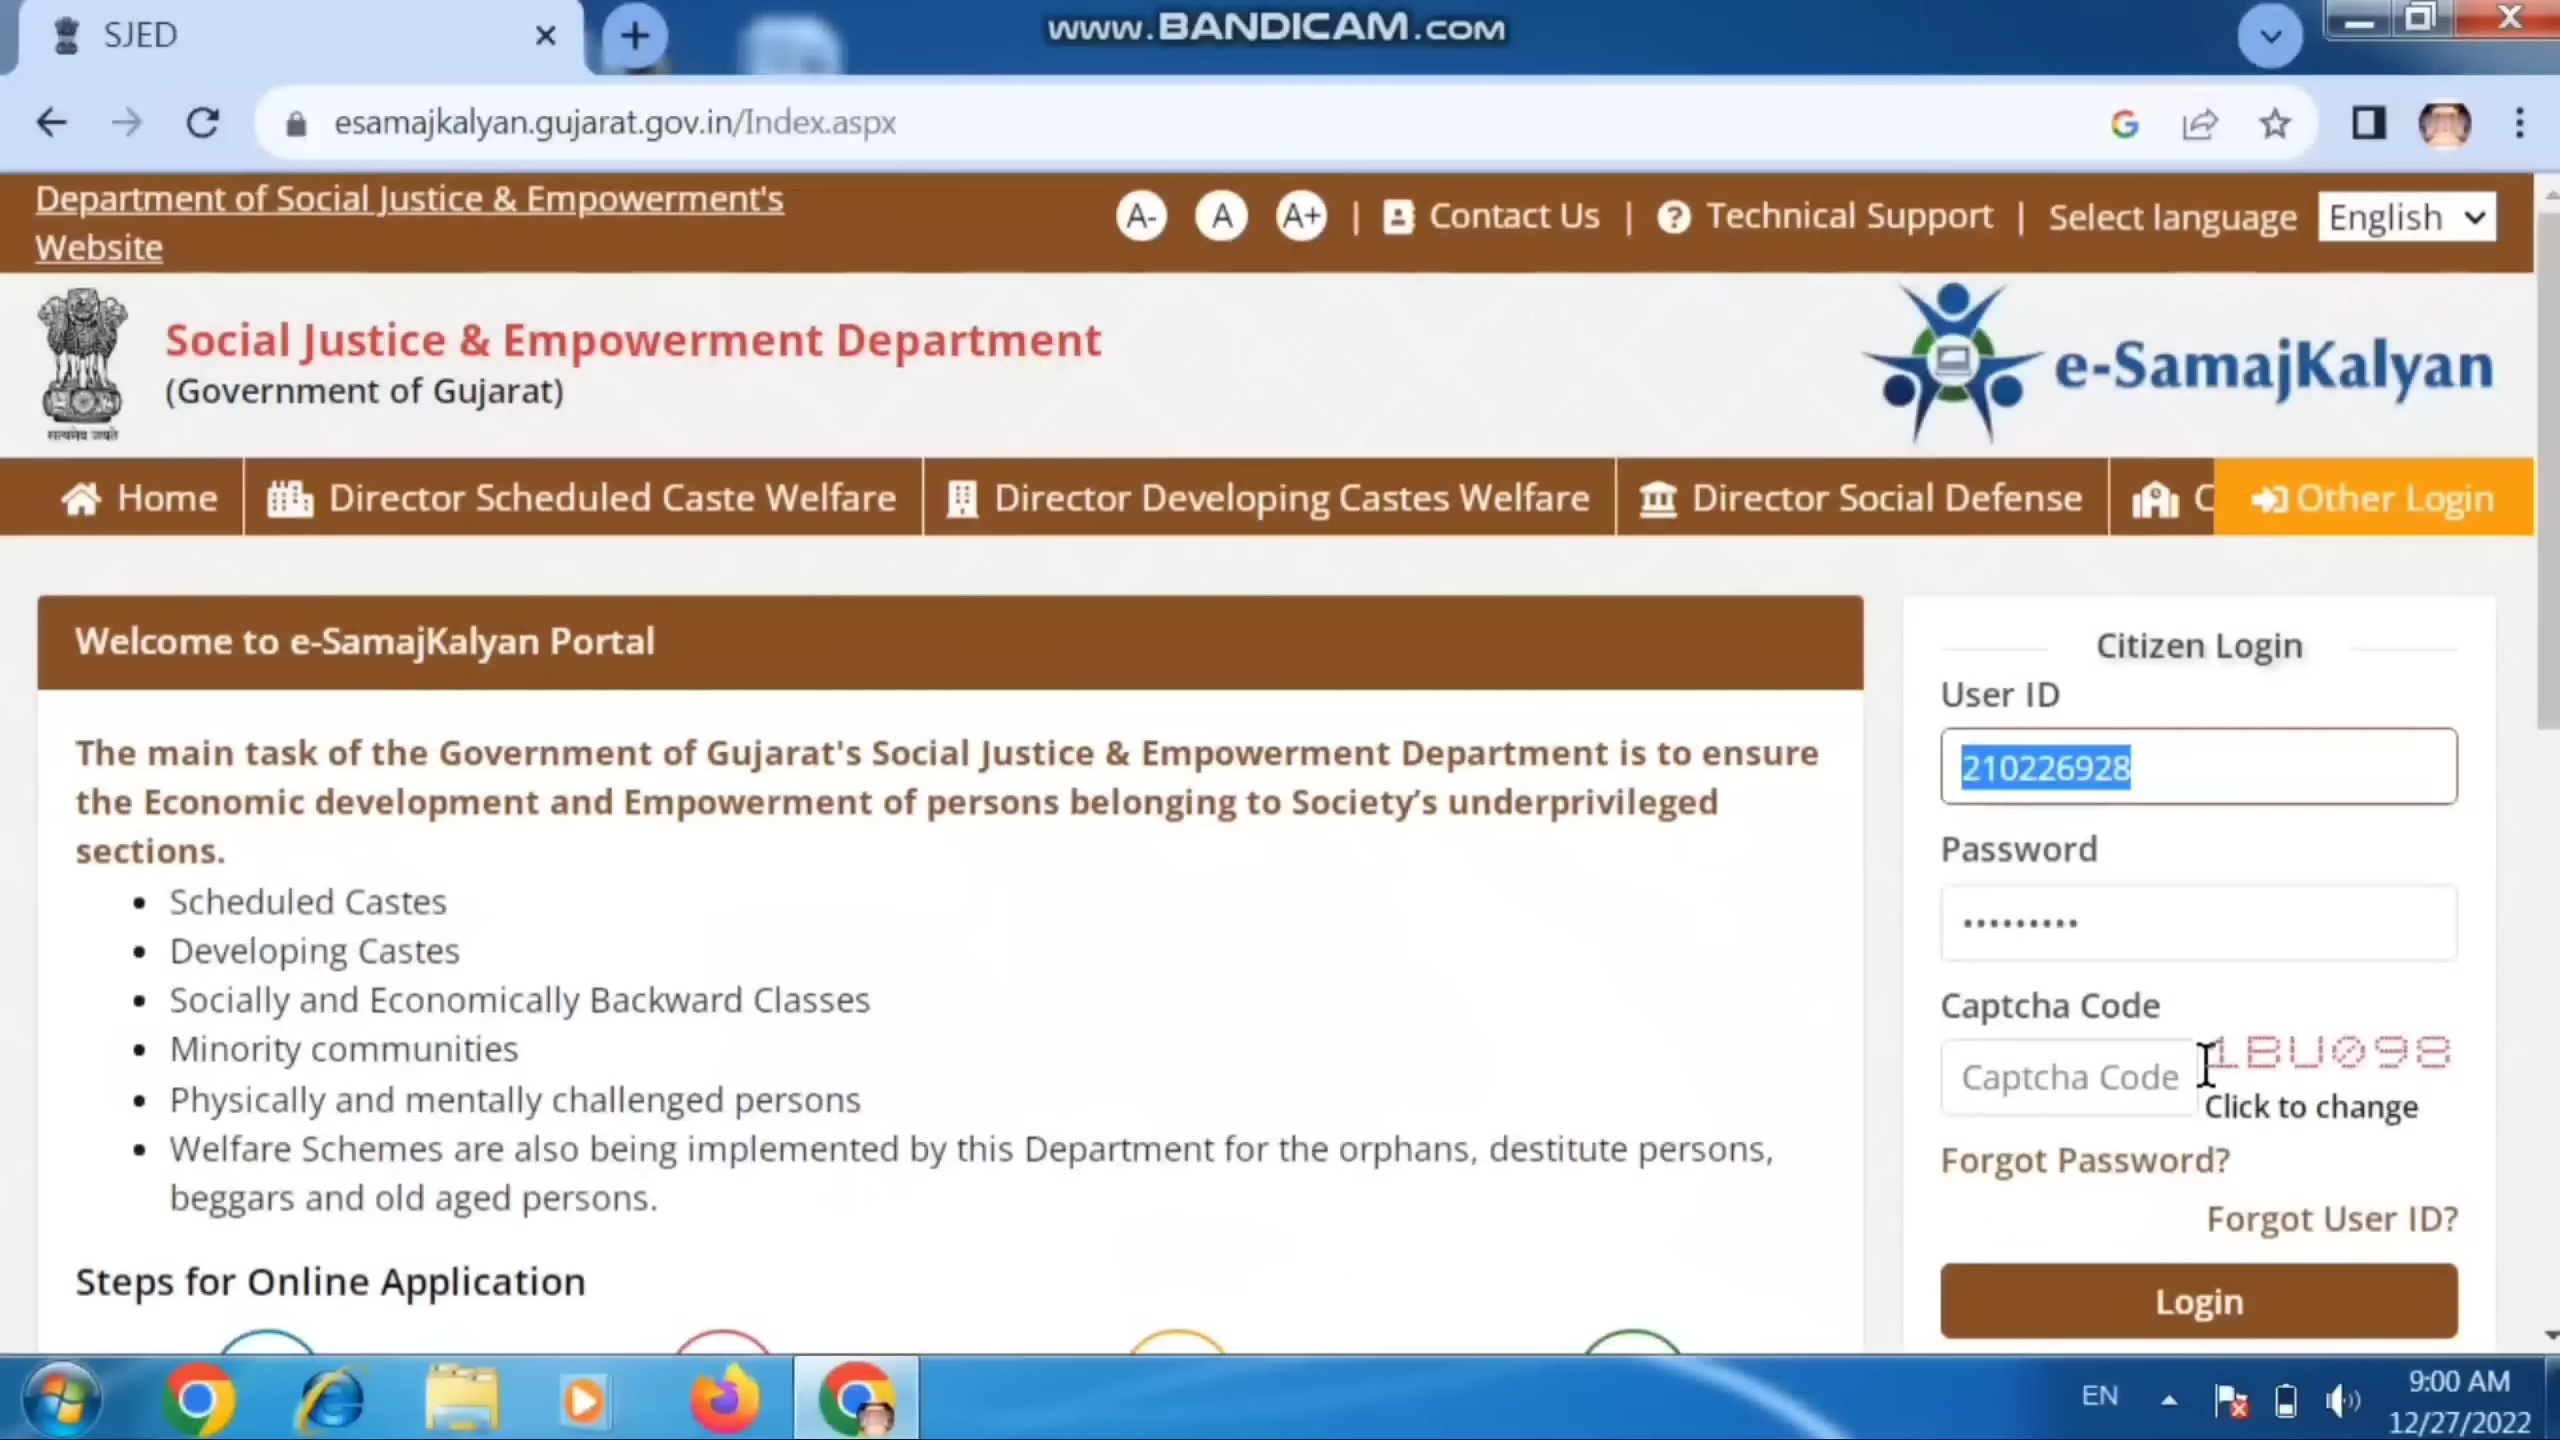 SJED
www.BANDICAM.com
esamajkalyan.gujarat.gov.in/Index.aspx
Department of Social Justice & Empowerment's
Website
A- A A+ | Contact Us | Technical Support | Select language English
Social Justice & Empowerment Department
(Government of Gujarat)
सत्यमेव जयते
e-SamajKalyan
Home Director Scheduled Caste Welfare Director Developing Castes Welfare Director Social Defense C Other Login
Welcome to e-SamajKalyan Portal
The main task of the Government of Gujarat's Social Justice & Empowerment Department is to ensure
the Economic development and Empowerment of persons belonging to Society’s underprivileged
sections.
• Scheduled Castes
• Developing Castes
• Socially and Economically Backward Classes
• Minority communities
• Physically and mentally challenged persons
• Welfare Schemes are also being implemented by this Department for the orphans, destitute persons,
beggars and old aged persons.
Steps for Online Application
Citizen Login
User ID
210226928
Password
•••••••••
Captcha Code
Captcha Code
1BU098
Click to change
Forgot Password?
Forgot User ID?
Login
EN
9:00 AM
12/27/2022